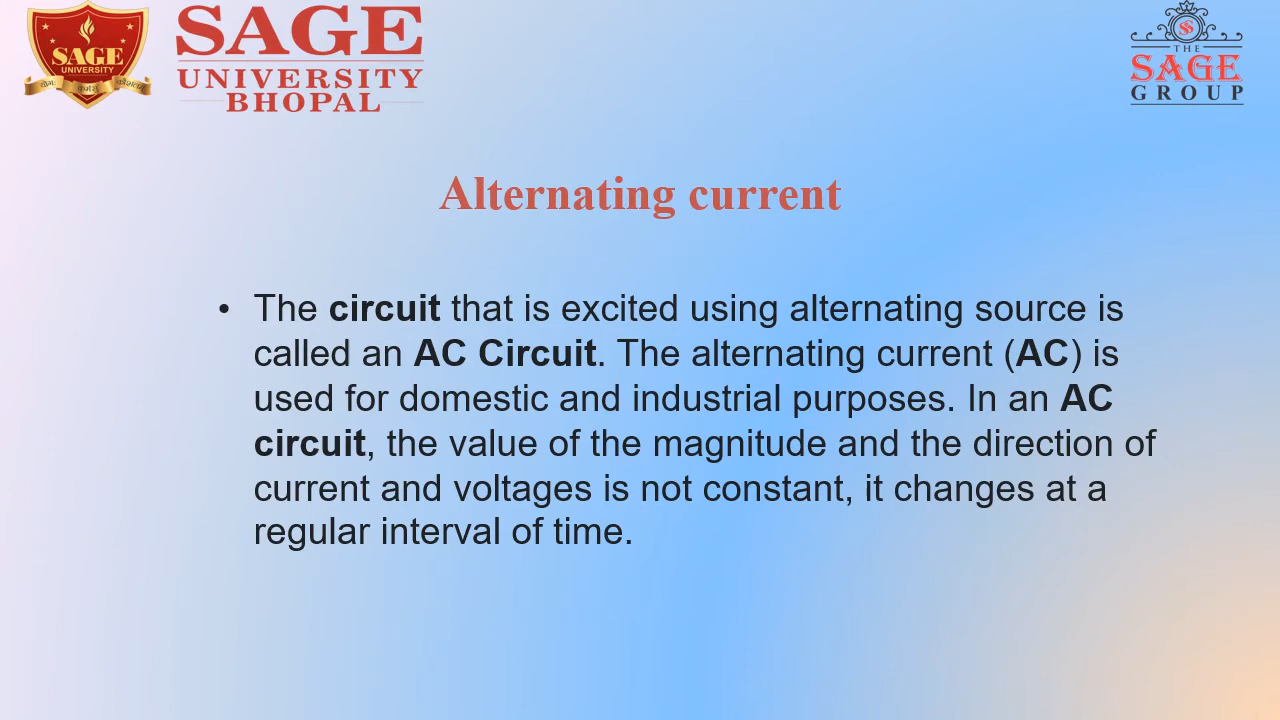 SAGE
UNIVERSITY
योगः कर्मसु कौशलम्
SAGE
UNIVERSITY
BHOPAL
THE
SAGE
GROUP
Alternating current
• The circuit that is excited using alternating source is
called an AC Circuit. The alternating current (AC) is
used for domestic and industrial purposes. In an AC
circuit, the value of the magnitude and the direction of
current and voltages is not constant, it changes at a
regular interval of time.